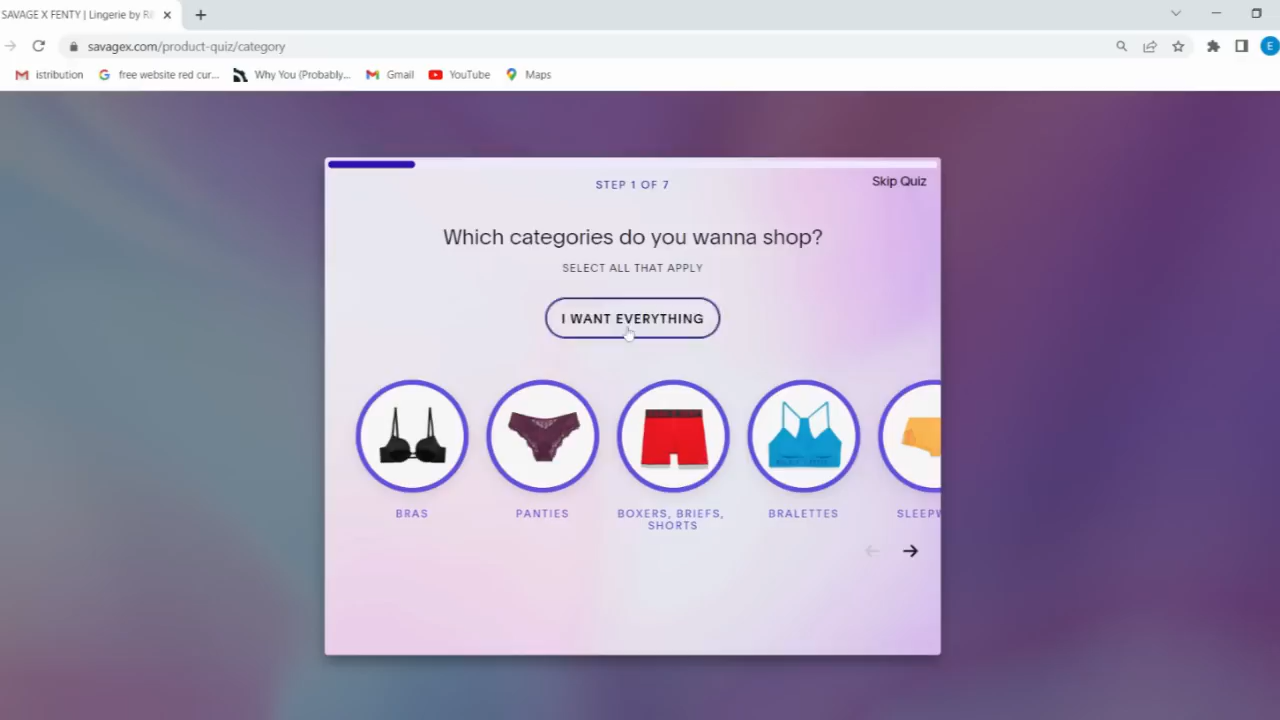 SAVAGE X FENTY | Lingerie by Ri
savagex.com/product-quiz/category
E
istribution
free website red cur...
Why You (Probably...
Gmail
YouTube
Maps
STEP 1 OF 7
Skip Quiz
Which categories do you wanna shop?
SELECT ALL THAT APPLY
I WANT EVERYTHING
BRAS
PANTIES
BOXERS, BRIEFS,
SHORTS
BRALETTES
SLEEPW